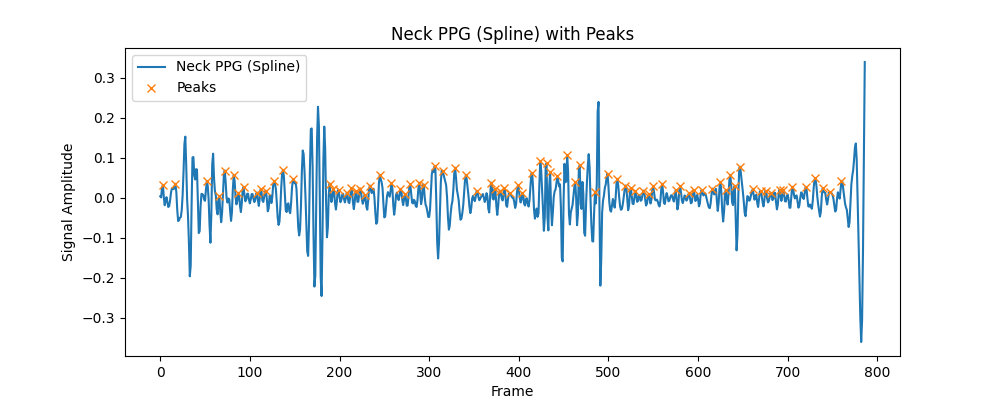 Neck PPG (Spline) with Peaks
Neck PPG (Spline)
Peaks
Signal Amplitude
0.3
0.2
0.1
0.0
−0.1
−0.2
−0.3
0 100 200 300 400 500 600 700 800
Frame